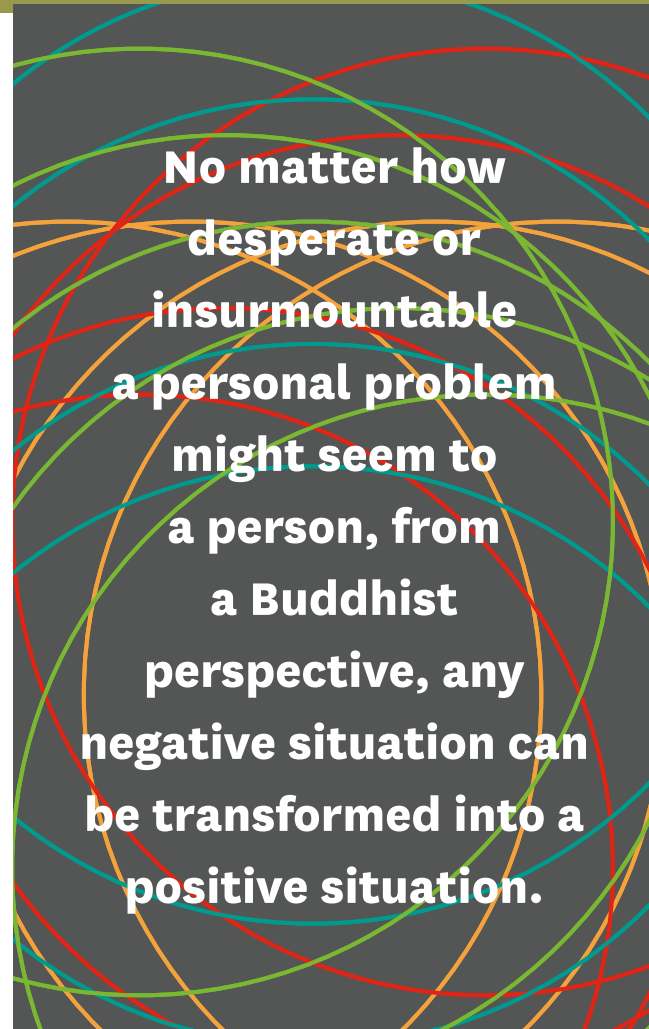 No matter how
desperate or
insurmountable
a personal problem
might seem to
a person, from
a Buddhist
perspective, any
negative situation can
be transformed into a
positive situation.